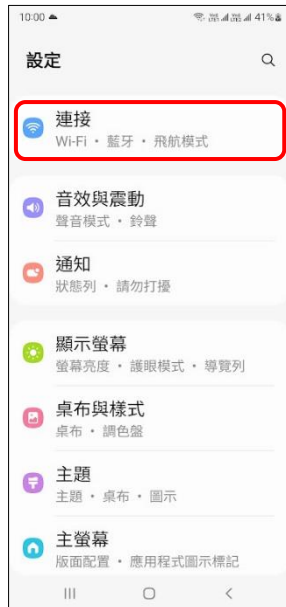 10:00 41%
設定
連接
Wi-Fi • 藍牙 • 飛航模式
音效與震動
聲音模式 • 鈴聲
通知
狀態列 • 請勿打擾
顯示螢幕
螢幕亮度 • 護眼模式 • 導覽列
桌布與樣式
桌布 • 調色盤
主題
主題 • 桌布 • 圖示
主螢幕
版面配置 • 應用程式圖示標記